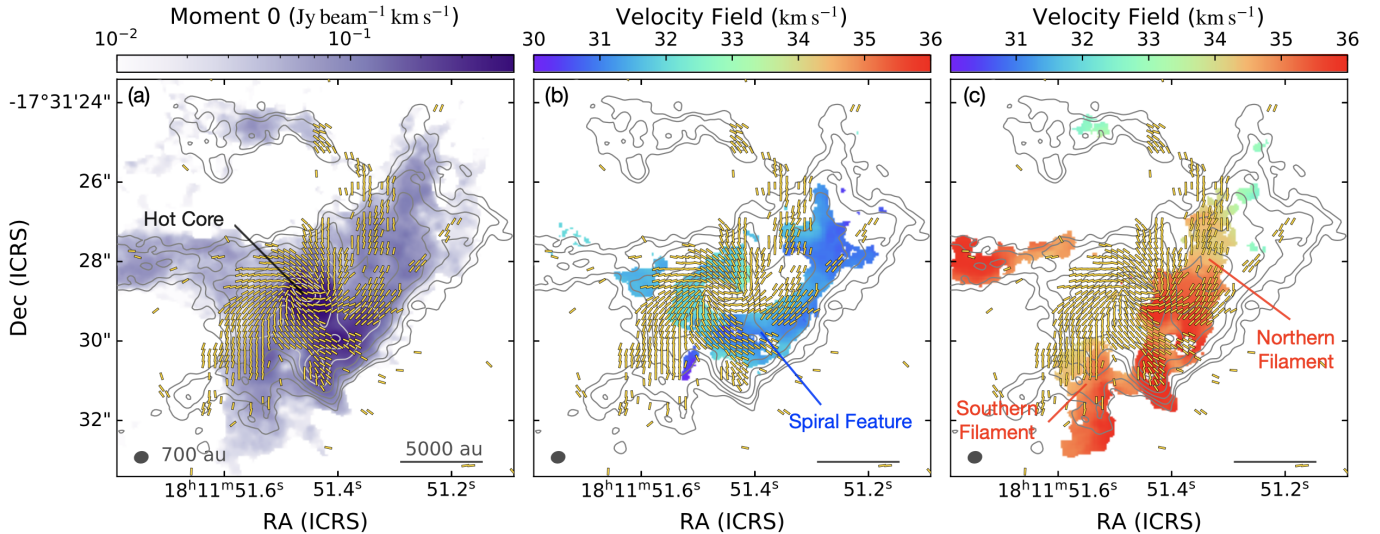 Moment 0 (Jy beam⁻¹ km s⁻¹)
10⁻² 10⁻¹
Velocity Field (km s⁻¹)
30 31 32 33 34 35 36
Velocity Field (km s⁻¹)
31 32 33 34 35 36
(a)
(b)
(c)
Dec (ICRS)
-17°31'24"
26"
28"
30"
32"
Hot Core
Spiral Feature
Northern
Filament
Southern
Filament
700 au
5000 au
18ʰ11ᵐ51.6ˢ 51.4ˢ 51.2ˢ
18ʰ11ᵐ51.6ˢ 51.4ˢ 51.2ˢ
18ʰ11ᵐ51.6ˢ 51.4ˢ 51.2ˢ
RA (ICRS)
RA (ICRS)
RA (ICRS)